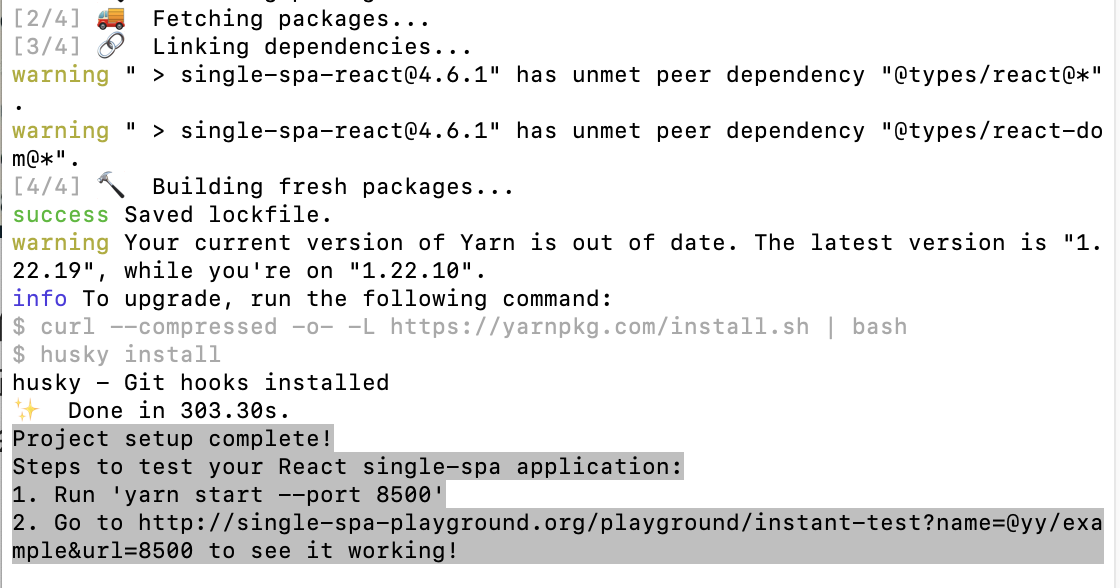 [2/4] 🚚  Fetching packages...
[3/4] 🔗  Linking dependencies...
warning " > single-spa-react@4.6.1" has unmet peer dependency "@types/react@*"
.
warning " > single-spa-react@4.6.1" has unmet peer dependency "@types/react-do
m@*".
[4/4] 🔨  Building fresh packages...
success Saved lockfile.
warning Your current version of Yarn is out of date. The latest version is "1.
22.19", while you're on "1.22.10".
info To upgrade, run the following command:
$ curl --compressed -o- -L https://yarnpkg.com/install.sh | bash
$ husky install
husky - Git hooks installed
✨  Done in 303.30s.
Project setup complete!
Steps to test your React single-spa application:
1. Run 'yarn start --port 8500'
2. Go to http://single-spa-playground.org/playground/instant-test?name=@yy/exa
mple&url=8500 to see it working!